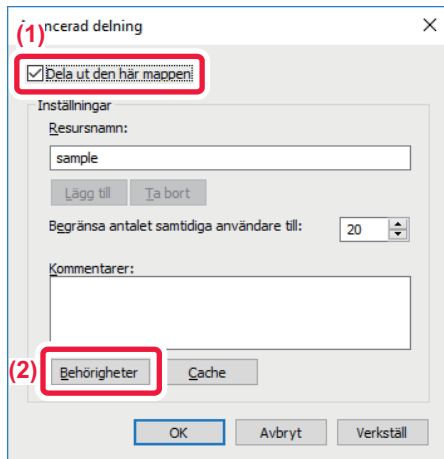 (1)
ncerad delning
Dela ut den här mappen
Inställningar
Resursnamn:
sample
Lägg till Ta bort
Begränsa antalet samtidiga användare till: 20
Kommentarer:
(2)
Behörigheter Cache
OK Avbryt Verkställ